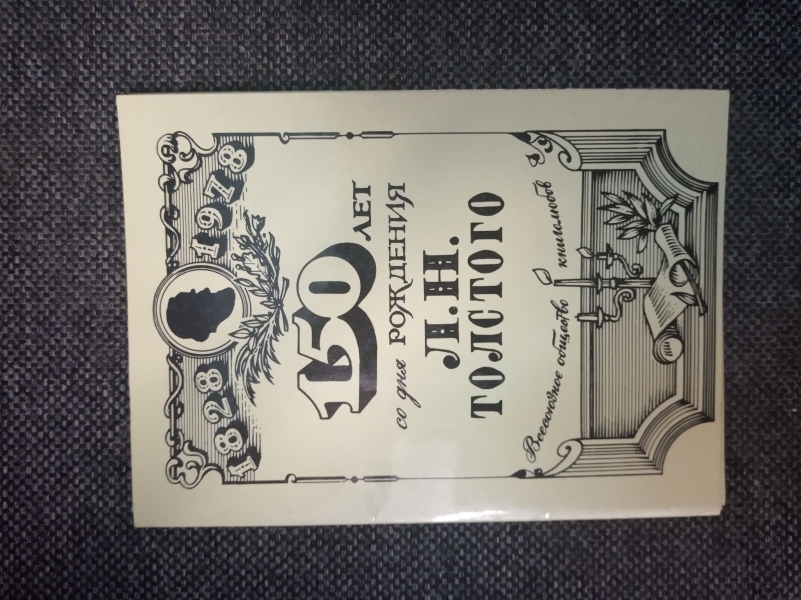 1828 1978
150 ЛЕТ
со дня РОЖДЕНИЯ
Л.Н.
ТОЛСТОГО
Всесоюзное общество книголюбов